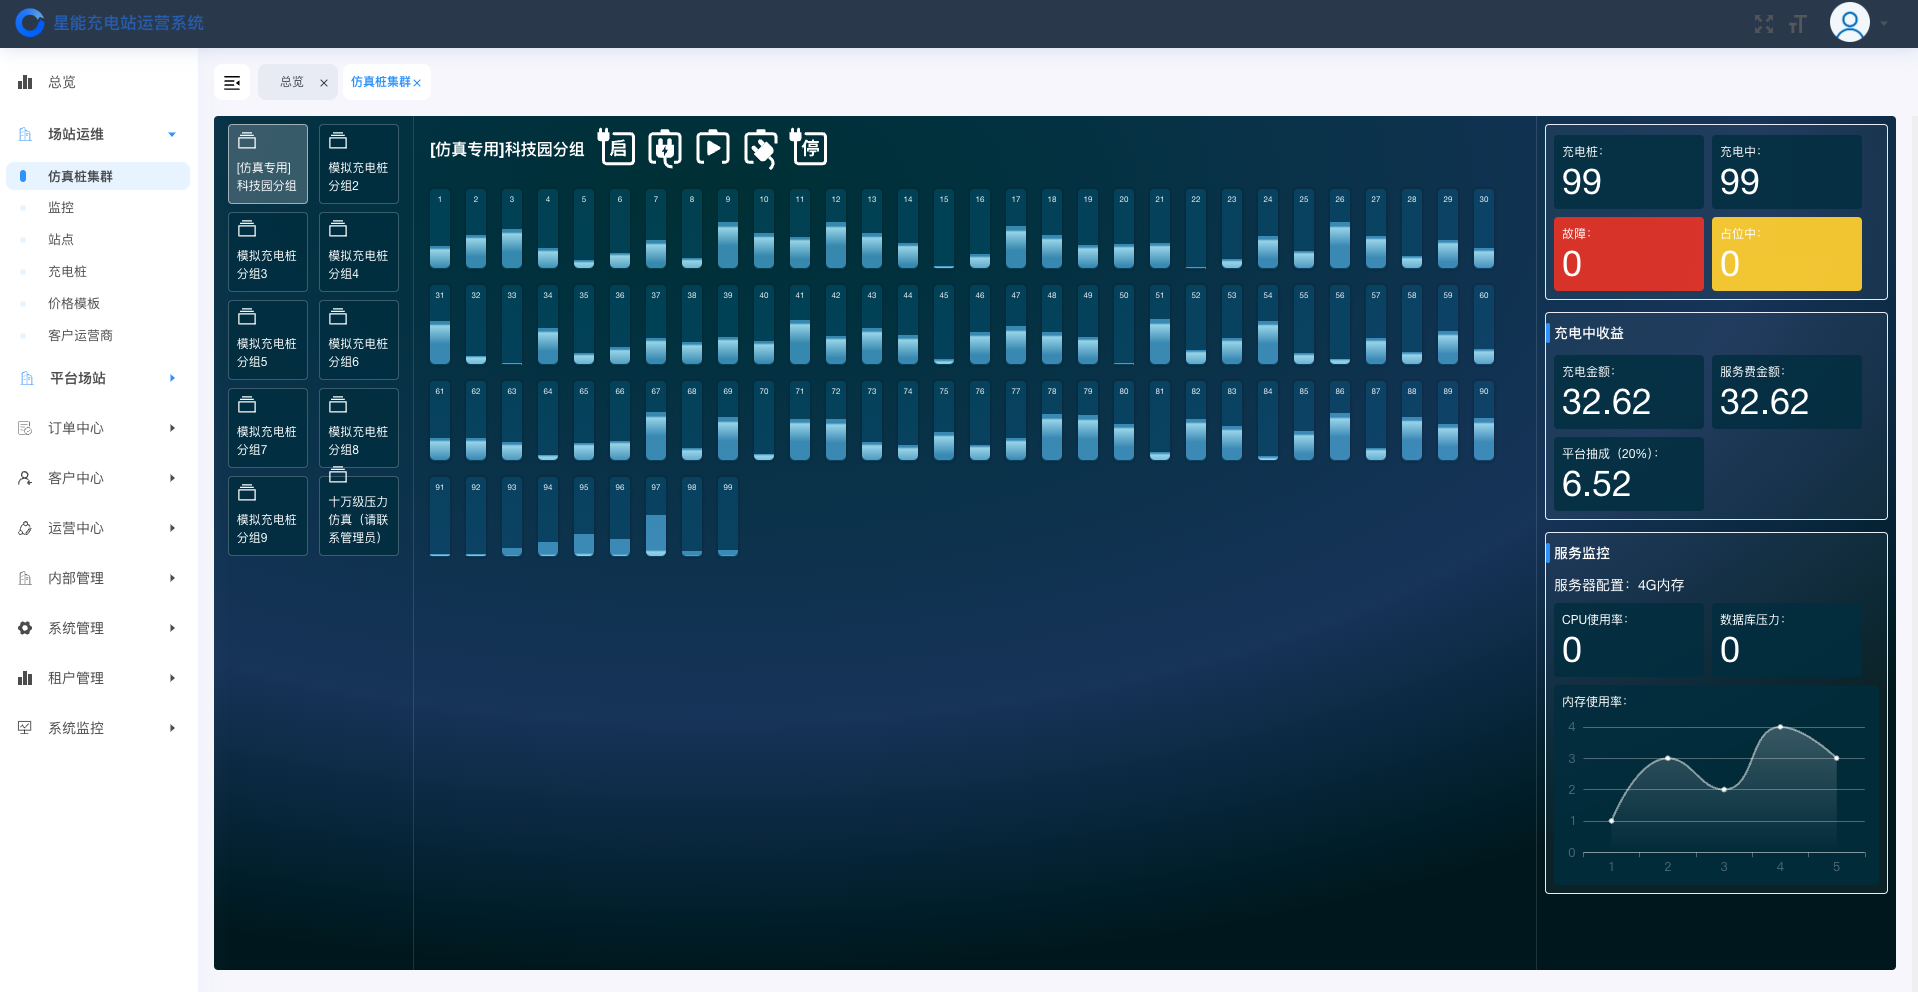 星能充电站运营系统
总览
场站运维
仿真桩集群
监控
站点
充电桩
价格模板
客户运营商
平台场站
订单中心
客户中心
运营中心
内部管理
系统管理
租户管理
系统监控
总览 ×
仿真桩集群×
[仿真专用]
科技园分组
模拟充电桩
分组2
模拟充电桩
分组3
模拟充电桩
分组4
模拟充电桩
分组5
模拟充电桩
分组6
模拟充电桩
分组7
模拟充电桩
分组8
模拟充电桩
分组9
十万级压力
仿真（请联
系管理员）
[仿真专用]科技园分组 启 停
1 2 3 4 5 6 7 8 9 10 11 12 13 14 15 16 17 18 19 20 21 22 23 24 25 26 27 28 29 30
31 32 33 34 35 36 37 38 39 40 41 42 43 44 45 46 47 48 49 50 51 52 53 54 55 56 57 58 59 60
61 62 63 64 65 66 67 68 69 70 71 72 73 74 75 76 77 78 79 80 81 82 83 84 85 86 87 88 89 90
91 92 93 94 95 96 97 98 99
充电桩：
99
充电中：
99
故障：
0
占位中：
0
充电中收益
充电金额：
32.62
服务费金额：
32.62
平台抽成（20%）：
6.52
服务监控
服务器配置：4G内存
CPU使用率：
0
数据库压力：
0
内存使用率：
4
3
2
1
0
1 2 3 4 5